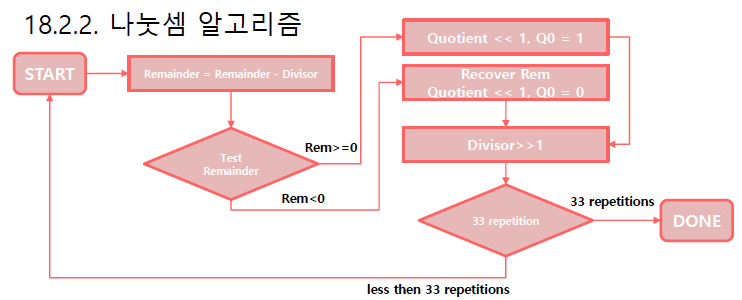 18.2.2. 나눗셈 알고리즘
START
Remainder = Remainder - Divisor
Quotient << 1, Q0 = 1
Recover Rem
Quotient << 1, Q0 = 0
Test
Remainder
Rem>=0
Rem<0
Divisor>>1
33 repetition
33 repetitions
DONE
less then 33 repetitions